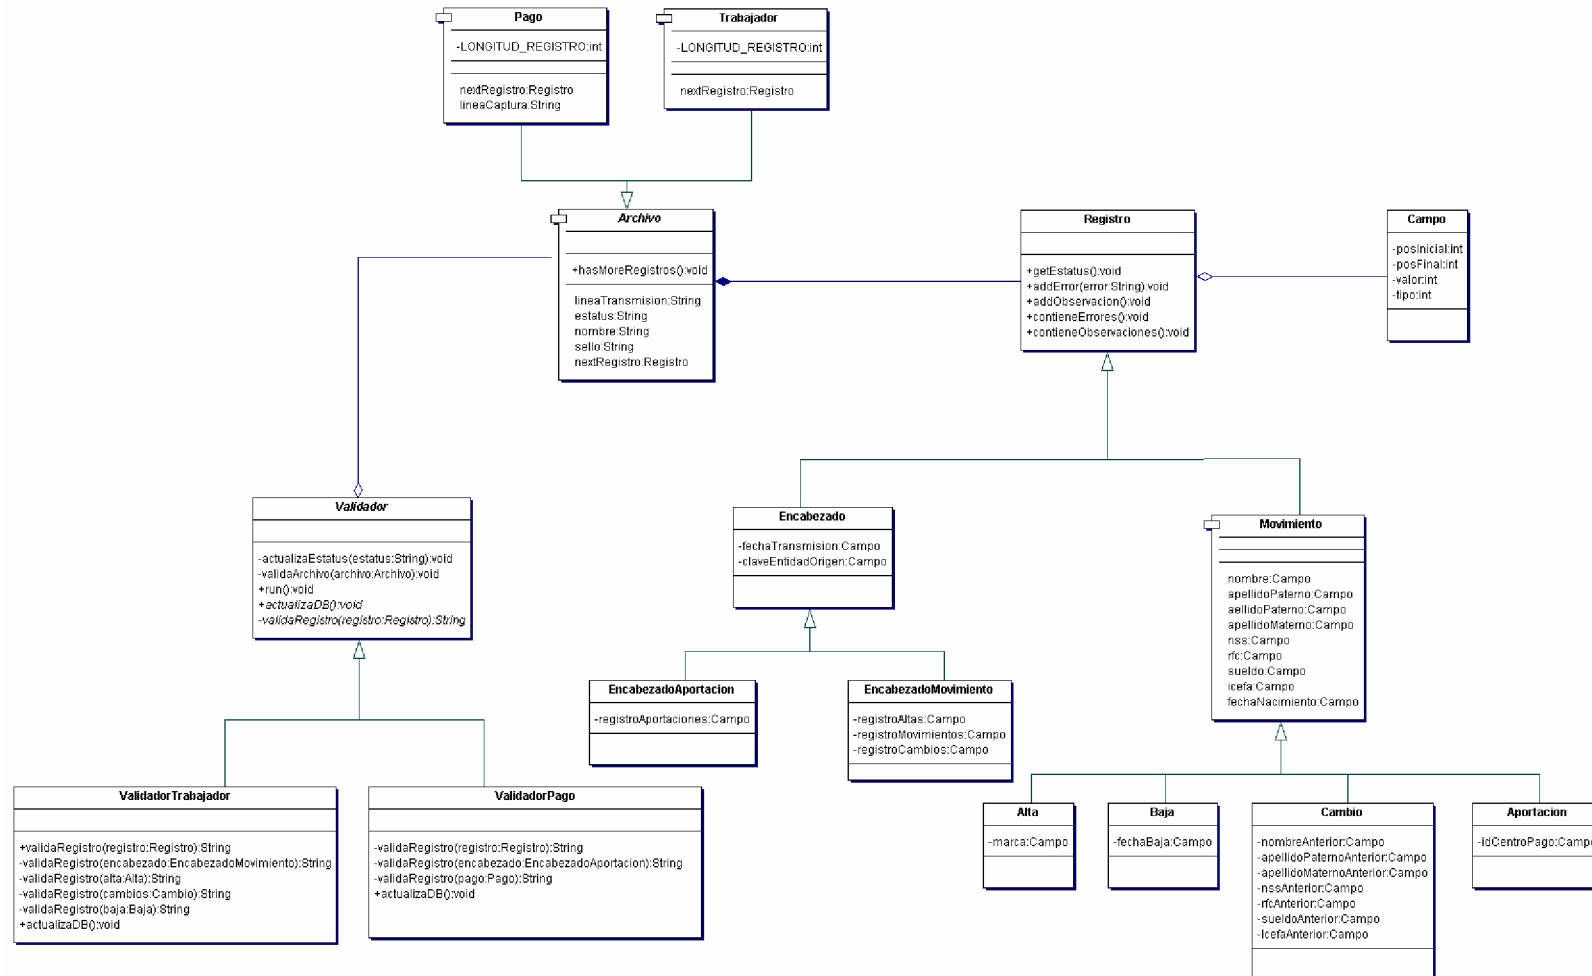 Pago
-LONGITUD_REGISTRO:int
nextRegistro:Registro
lineaCaptura:String
Trabajador
-LONGITUD_REGISTRO:int
nextRegistro:Registro
Archivo
+hasMoreRegistros():void
lineaTransmision:String
estatus:String
nombre:String
sello:String
nextRegistro:Registro
Registro
+getEstatus():void
+addError(error:String):void
+addObservacion():void
+contieneErrores():void
+contieneObservaciones():void
Campo
-posInicial:int
-posFinal:int
-valor:int
-tipo:int
Validador
-actualizaEstatus(estatus:String):void
-validaArchivo(archivo:Archivo):void
+run():void
+actualizaDB():void
-validaRegistro(registro:Registro):String
Encabezado
-fechaTransmision:Campo
-claveEntidadOrigen:Campo
Movimiento
nombre:Campo
apellidoPaterno:Campo
aellidoPaterno:Campo
apellidoMaterno:Campo
nss:Campo
rfc:Campo
sueldo:Campo
icefa:Campo
fechaNacimiento:Campo
EncabezadoAportacion
-registroAportaciones:Campo
EncabezadoMovimiento
-registroAltas:Campo
-registroMovimientos:Campo
-registroCambios:Campo
ValidadorTrabajador
+validaRegistro(registro:Registro):String
-validaRegistro(encabezado:EncabezadoMovimiento):String
-validaRegistro(alta:Alta):String
-validaRegistro(cambios:Cambio):String
-validaRegistro(baja:Baja):String
+actualizaDB():void
ValidadorPago
-validaRegistro(registro:Registro):String
-validaRegistro(encabezado:EncabezadoAportacion):String
-validaRegistro(pago:Pago):String
+actualizaDB():void
Alta
-marca:Campo
Baja
-fechaBaja:Campo
Cambio
-nombreAnterior:Campo
-apellidoPaternoAnterior:Campo
-apellidoMaternoAnterior:Campo
-nssAnterior:Campo
-rfcAnterior:Campo
-sueldoAnterior:Campo
-IcefaAnterior:Campo
Aportacion
-idCentroPago:Campo